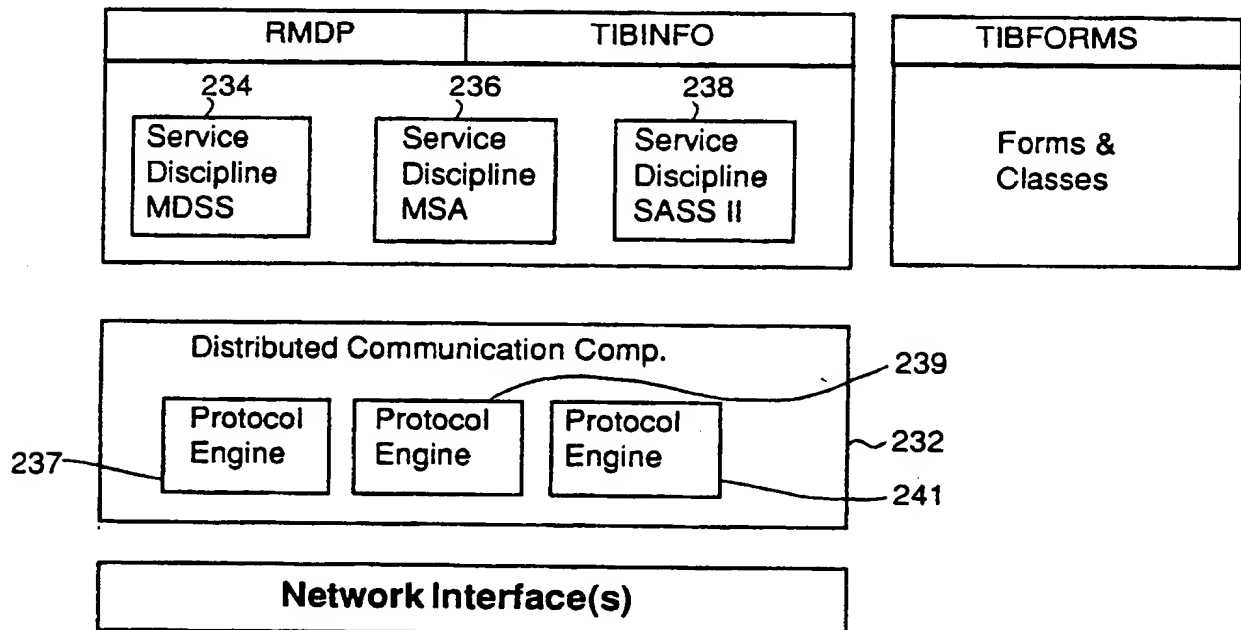 RMDP
TIBINFO
TIBFORMS
234
236
238
Service
Discipline
MDSS
Service
Discipline
MSA
Service
Discipline
SASS II
Forms &
Classes
Distributed Communication Comp.
239
Protocol
Engine
Protocol
Engine
Protocol
Engine
232
237
241
Network Interface(s)